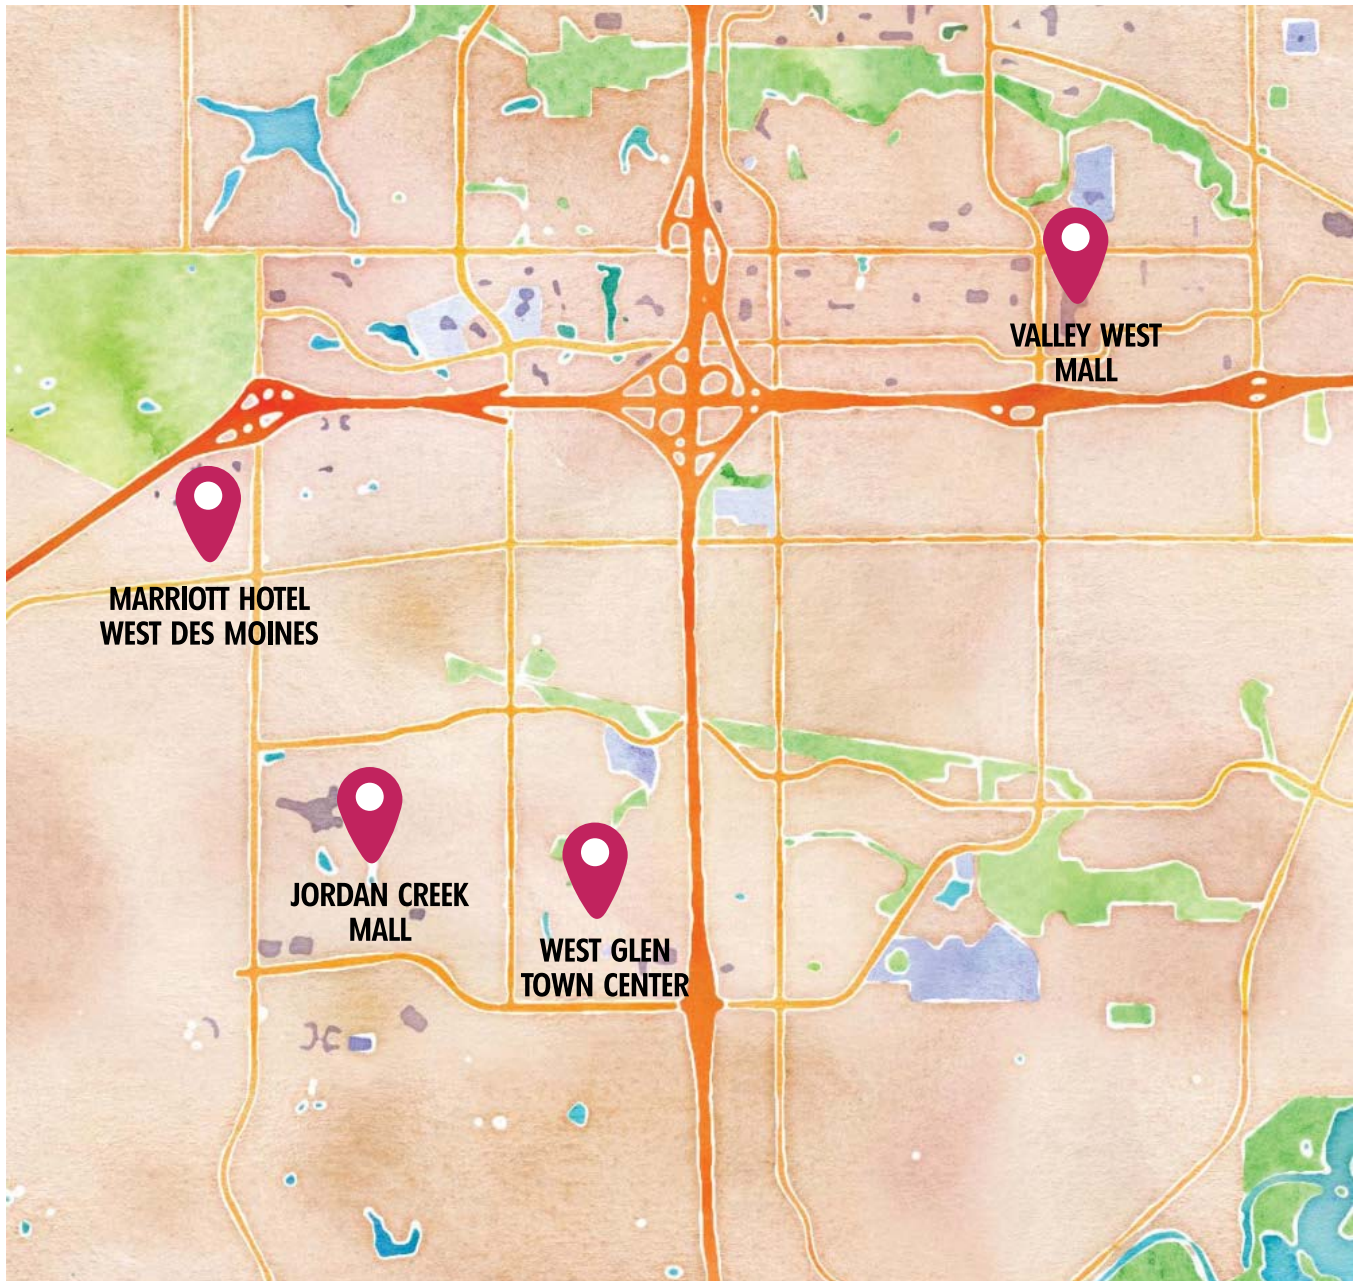 VALLEY WEST
MALL
MARRIOTT HOTEL
WEST DES MOINES
JORDAN CREEK
MALL
WEST GLEN
TOWN CENTER